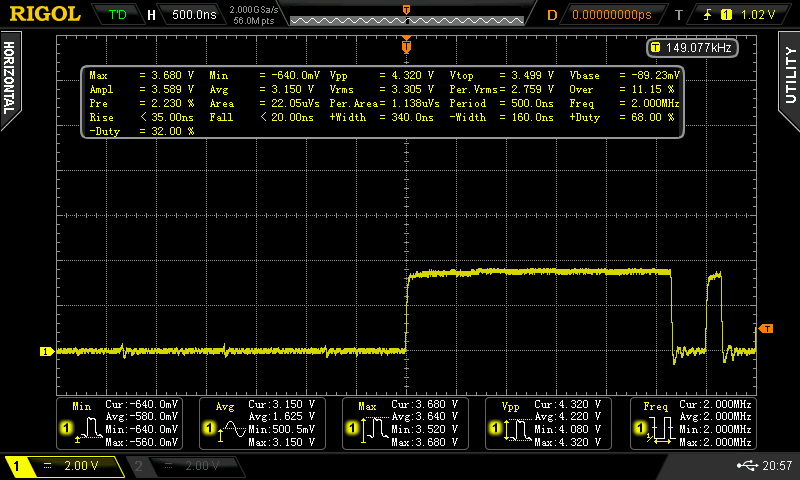 RIGOL T'D H 500.0ns 2.000GSa/s 56.0M pts D 0.00000000ps T 1 1.02 V
HORIZONTAL
UTILITY
T 149.077kHz
Max = 3.680 V Min = -640.0mV Vpp = 4.320 V Vtop = 3.499 V Vbase = -89.23mV
Ampl = 3.589 V Avg = 3.150 V Vrms = 3.305 V Per.Vrms= 2.759 V Over = 11.15 %
Pre = 2.230 % Area = 22.05uVs Per.Area= 1.138uVs Period = 500.0ns Freq = 2.000MHz
Rise < 35.00ns Fall < 20.00ns +Width = 340.0ns -Width = 160.0ns +Duty = 68.00 %
-Duty = 32.00 %
T
1
T
Min Cur:-640.0mV
Avg:-580.0mV
1 Min:-640.0mV
Max:-560.0mV
Avg Cur:3.150 V
Avg:1.625 V
1 Min:500.5mV
Max:3.150 V
Max Cur:3.680 V
Avg:3.640 V
1 Min:3.520 V
Max:3.680 V
Vpp Cur:4.320 V
Avg:4.220 V
1 Min:4.080 V
Max:4.320 V
Freq Cur:2.000MHz
Avg:2.000MHz
1 Min:2.000MHz
Max:2.000MHz
1 2.00 V 2 2.00 V 20:57